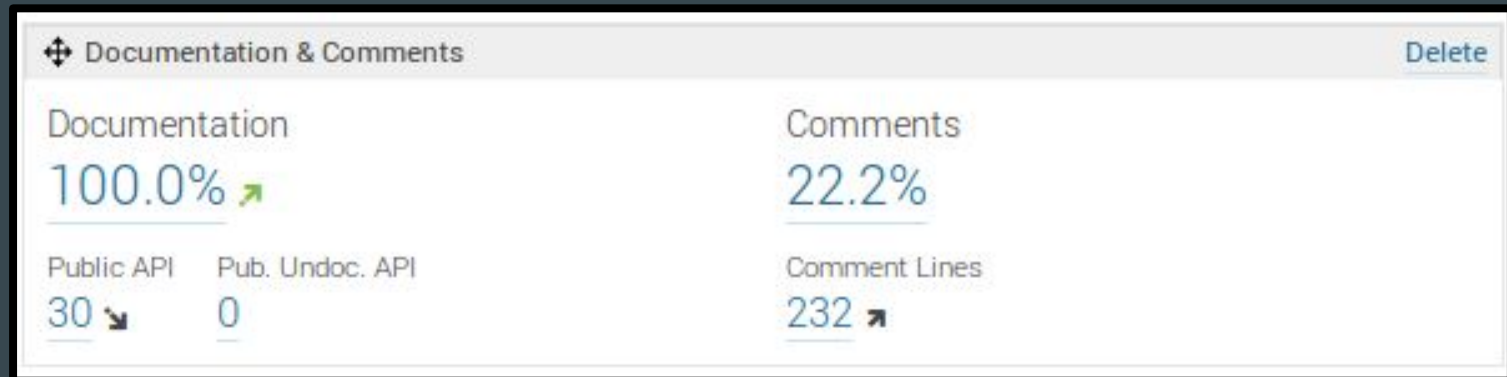 Documentation & Comments Delete
Documentation Comments
100.0% 22.2%
Public API Pub. Undoc. API Comment Lines
30 0 232